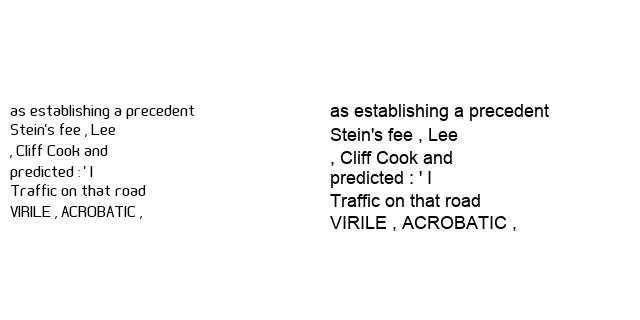 as establishing a precedent
Stein's fee , Lee
, Cliff Cook and
predicted : ' I
Traffic on that road
VIRILE , ACROBATIC ,
as establishing a precedent
Stein's fee , Lee
, Cliff Cook and
predicted : ' I
Traffic on that road
VIRILE , ACROBATIC ,